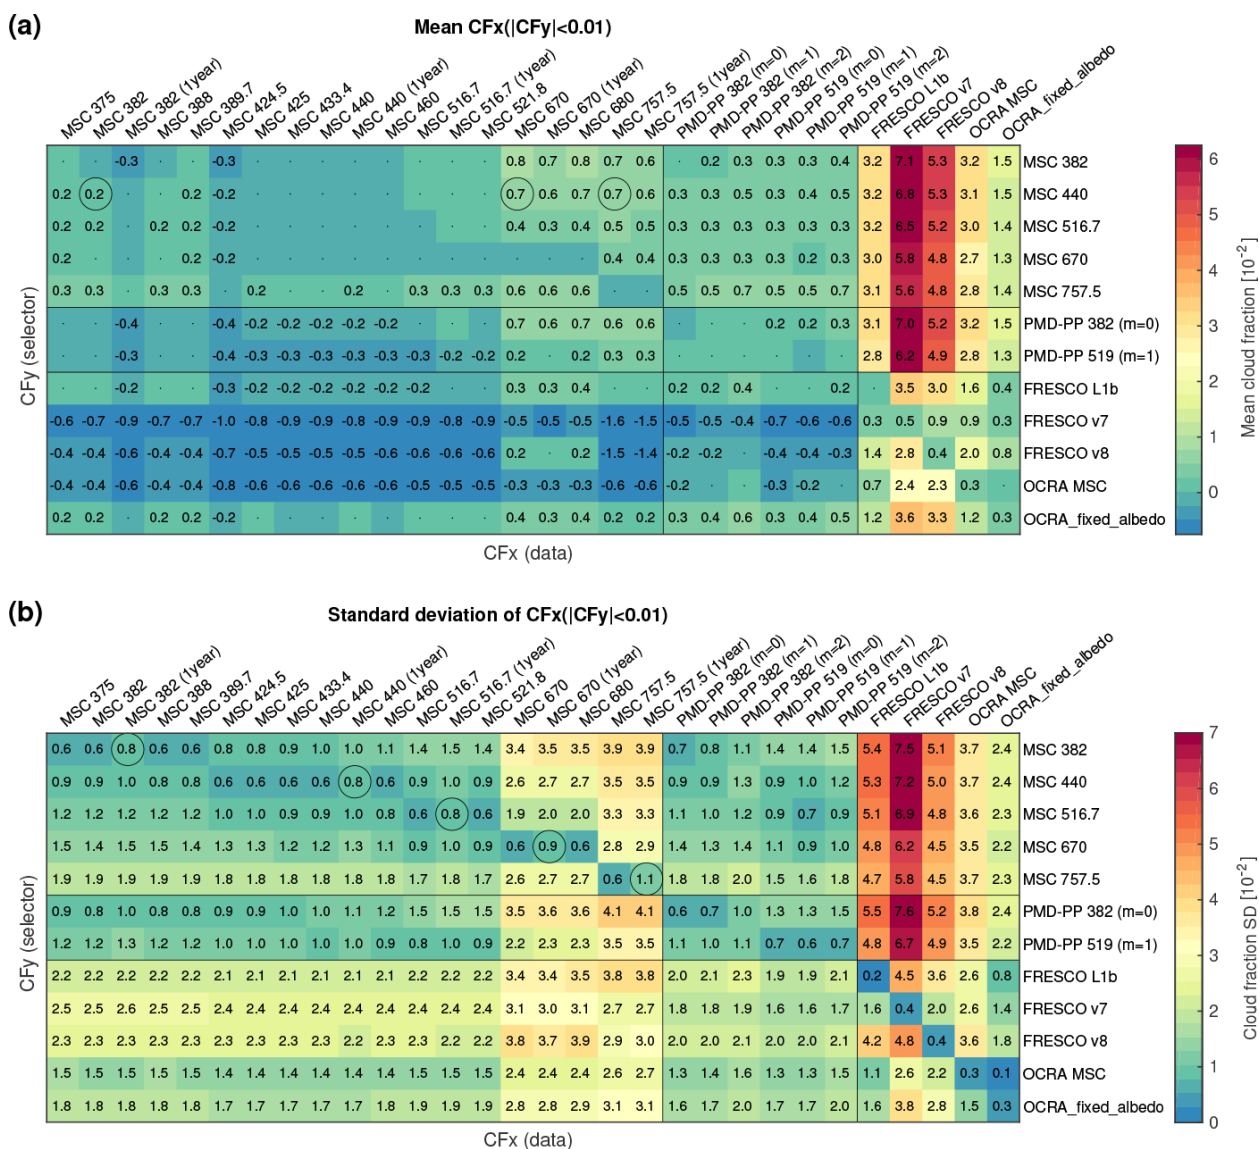 (a)
Mean CFx(|CFy|<0.01)
MSC 375
MSC 382
MSC 382 (1year)
MSC 388
MSC 389.7
MSC 424.5
MSC 425
MSC 433.4
MSC 440
MSC 440 (1year)
MSC 460
MSC 516.7
MSC 516.7 (1year)
MSC 521.8
MSC 670
MSC 670 (1year)
MSC 680
MSC 757.5
MSC 757.5 (1year)
PMD-PP 382 (m=0)
PMD-PP 382 (m=1)
PMD-PP 382 (m=2)
PMD-PP 519 (m=0)
PMD-PP 519 (m=1)
PMD-PP 519 (m=2)
FRESCO L1b
FRESCO v7
FRESCO v8
OCRA MSC
OCRA_fixed_albedo
· · -0.3 · · -0.3 · · · · · · · · 0.8 0.7 0.8 0.7 0.6 · 0.2 0.3 0.3 0.3 0.4 3.2 7.1 5.3 3.2 1.5 MSC 382
0.2 0.2 · · 0.2 -0.2 · · · · · · · · 0.7 0.6 0.7 0.7 0.6 0.3 0.3 0.5 0.3 0.4 0.5 3.2 6.8 5.3 3.1 1.5 MSC 440
0.2 0.2 · 0.2 0.2 -0.2 · · · · · · · · 0.4 0.3 0.4 0.5 0.5 0.3 0.3 0.3 0.3 0.3 0.3 3.2 6.5 5.2 3.0 1.4 MSC 516.7
0.2 · · · 0.2 -0.2 · · · · · · · · · · · 0.4 0.4 0.3 0.3 0.3 0.3 0.2 0.3 3.0 5.8 4.8 2.7 1.3 MSC 670
0.3 0.3 · 0.3 0.3 · 0.2 · · 0.2 · 0.3 0.3 0.3 0.6 0.6 0.6 · · 0.5 0.5 0.7 0.5 0.5 0.7 3.1 5.6 4.8 2.8 1.4 MSC 757.5
· · -0.4 · · -0.4 -0.2 -0.2 -0.2 -0.2 -0.2 · · · 0.7 0.6 0.7 0.6 0.6 · · · 0.2 0.2 0.3 3.1 7.0 5.2 3.2 1.5 PMD-PP 382 (m=0)
· · -0.3 · · -0.4 -0.3 -0.3 -0.3 -0.3 -0.3 -0.3 -0.2 -0.2 0.2 · 0.2 0.3 0.3 · · · · · · 2.8 6.2 4.9 2.8 1.3 PMD-PP 519 (m=1)
· · -0.2 · · -0.3 -0.2 -0.2 -0.2 -0.2 -0.2 -0.2 · · 0.3 0.3 0.4 · · 0.2 0.2 0.4 · · 0.2 · 3.5 3.0 1.6 0.4 FRESCO L1b
-0.6 -0.7 -0.9 -0.7 -0.7 -1.0 -0.8 -0.9 -0.9 -0.8 -0.9 -0.9 -0.8 -0.9 -0.5 -0.5 -0.5 -1.6 -1.5 -0.5 -0.5 -0.4 -0.7 -0.6 -0.6 0.3 0.5 0.9 0.9 0.3 FRESCO v7
-0.4 -0.4 -0.6 -0.4 -0.4 -0.7 -0.5 -0.5 -0.5 -0.5 -0.6 -0.6 -0.6 -0.6 0.2 · 0.2 -1.5 -1.4 -0.2 -0.2 · -0.4 -0.4 -0.3 1.4 2.8 0.4 2.0 0.8 FRESCO v8
-0.4 -0.4 -0.6 -0.4 -0.4 -0.8 -0.6 -0.6 -0.6 -0.6 -0.6 -0.5 -0.5 -0.5 -0.3 -0.3 -0.3 -0.6 -0.6 -0.2 · · -0.3 -0.2 · 0.7 2.4 2.3 0.3 · OCRA MSC
0.2 0.2 · 0.2 0.2 -0.2 · · · · · · · · 0.4 0.3 0.4 0.2 0.2 0.3 0.4 0.6 0.3 0.4 0.5 1.2 3.6 3.3 1.2 0.3 OCRA_fixed_albedo
CFy (selector)
CFx (data)
6
5
4
3
2
1
0
Mean cloud fraction [10⁻²]
(b)
Standard deviation of CFx(|CFy|<0.01)
MSC 375
MSC 382
MSC 382 (1year)
MSC 388
MSC 389.7
MSC 424.5
MSC 425
MSC 433.4
MSC 440
MSC 440 (1year)
MSC 460
MSC 516.7
MSC 516.7 (1year)
MSC 521.8
MSC 670
MSC 670 (1year)
MSC 680
MSC 757.5
MSC 757.5 (1year)
PMD-PP 382 (m=0)
PMD-PP 382 (m=1)
PMD-PP 382 (m=2)
PMD-PP 519 (m=0)
PMD-PP 519 (m=1)
PMD-PP 519 (m=2)
FRESCO L1b
FRESCO v7
FRESCO v8
OCRA MSC
OCRA_fixed_albedo
0.6 0.6 0.8 0.6 0.6 0.8 0.8 0.9 1.0 1.0 1.1 1.4 1.5 1.4 3.4 3.5 3.5 3.9 3.9 0.7 0.8 1.1 1.4 1.4 1.5 5.4 7.5 5.1 3.7 2.4 MSC 382
0.9 0.9 1.0 0.8 0.8 0.6 0.6 0.6 0.6 0.8 0.6 0.9 1.0 0.9 2.6 2.7 2.7 3.5 3.5 0.9 0.9 1.3 0.9 1.0 1.2 5.3 7.2 5.0 3.7 2.4 MSC 440
1.2 1.2 1.2 1.2 1.2 1.0 1.0 0.9 0.9 1.0 0.8 0.6 0.8 0.6 1.9 2.0 2.0 3.3 3.3 1.1 1.0 1.2 0.9 0.7 0.9 5.1 6.9 4.8 3.6 2.3 MSC 516.7
1.5 1.4 1.5 1.5 1.4 1.3 1.3 1.2 1.2 1.3 1.1 0.9 1.0 0.9 0.6 0.9 0.6 2.8 2.9 1.4 1.3 1.4 1.1 0.9 1.0 4.8 6.2 4.5 3.5 2.2 MSC 670
1.9 1.9 1.9 1.9 1.9 1.8 1.8 1.8 1.8 1.8 1.8 1.7 1.8 1.7 2.6 2.7 2.7 0.6 1.1 1.8 1.8 2.0 1.5 1.6 1.8 4.7 5.8 4.5 3.7 2.3 MSC 757.5
0.9 0.8 1.0 0.8 0.8 0.9 0.9 1.0 1.0 1.1 1.2 1.5 1.5 1.5 3.5 3.6 3.6 4.1 4.1 0.6 0.7 1.0 1.3 1.3 1.5 5.5 7.6 5.2 3.8 2.4 PMD-PP 382 (m=0)
1.2 1.2 1.3 1.2 1.2 1.0 1.0 1.0 1.0 1.0 0.9 0.8 1.0 0.9 2.2 2.3 2.3 3.5 3.5 1.1 1.0 1.1 0.7 0.6 0.7 4.8 6.7 4.9 3.5 2.2 PMD-PP 519 (m=1)
2.2 2.2 2.2 2.2 2.2 2.1 2.1 2.1 2.1 2.1 2.1 2.1 2.2 2.2 3.4 3.4 3.5 3.8 3.8 2.0 2.1 2.3 1.9 1.9 2.1 0.2 4.5 3.6 2.6 0.8 FRESCO L1b
2.5 2.5 2.6 2.5 2.5 2.4 2.4 2.4 2.4 2.4 2.4 2.3 2.4 2.4 3.1 3.0 3.1 2.7 2.7 1.8 1.8 1.9 1.6 1.6 1.7 1.6 0.4 2.0 2.6 1.4 FRESCO v7
2.3 2.3 2.3 2.3 2.3 2.3 2.3 2.3 2.3 2.2 2.3 2.3 2.2 2.2 3.8 3.7 3.9 2.9 3.0 2.0 2.0 2.1 2.0 2.0 2.1 4.2 4.8 0.4 3.6 1.8 FRESCO v8
1.5 1.5 1.5 1.5 1.5 1.4 1.4 1.4 1.4 1.5 1.4 1.5 1.5 1.5 2.4 2.4 2.4 2.6 2.7 1.3 1.4 1.6 1.3 1.3 1.5 1.1 2.6 2.2 0.3 0.1 OCRA MSC
1.8 1.8 1.8 1.8 1.8 1.7 1.7 1.7 1.7 1.7 1.8 1.9 1.9 1.9 2.8 2.8 2.9 3.1 3.1 1.6 1.7 2.0 1.7 1.7 2.0 1.6 3.8 2.8 1.5 0.3 OCRA_fixed_albedo
CFy (selector)
CFx (data)
7
6
5
4
3
2
1
0
Cloud fraction SD [10⁻²]